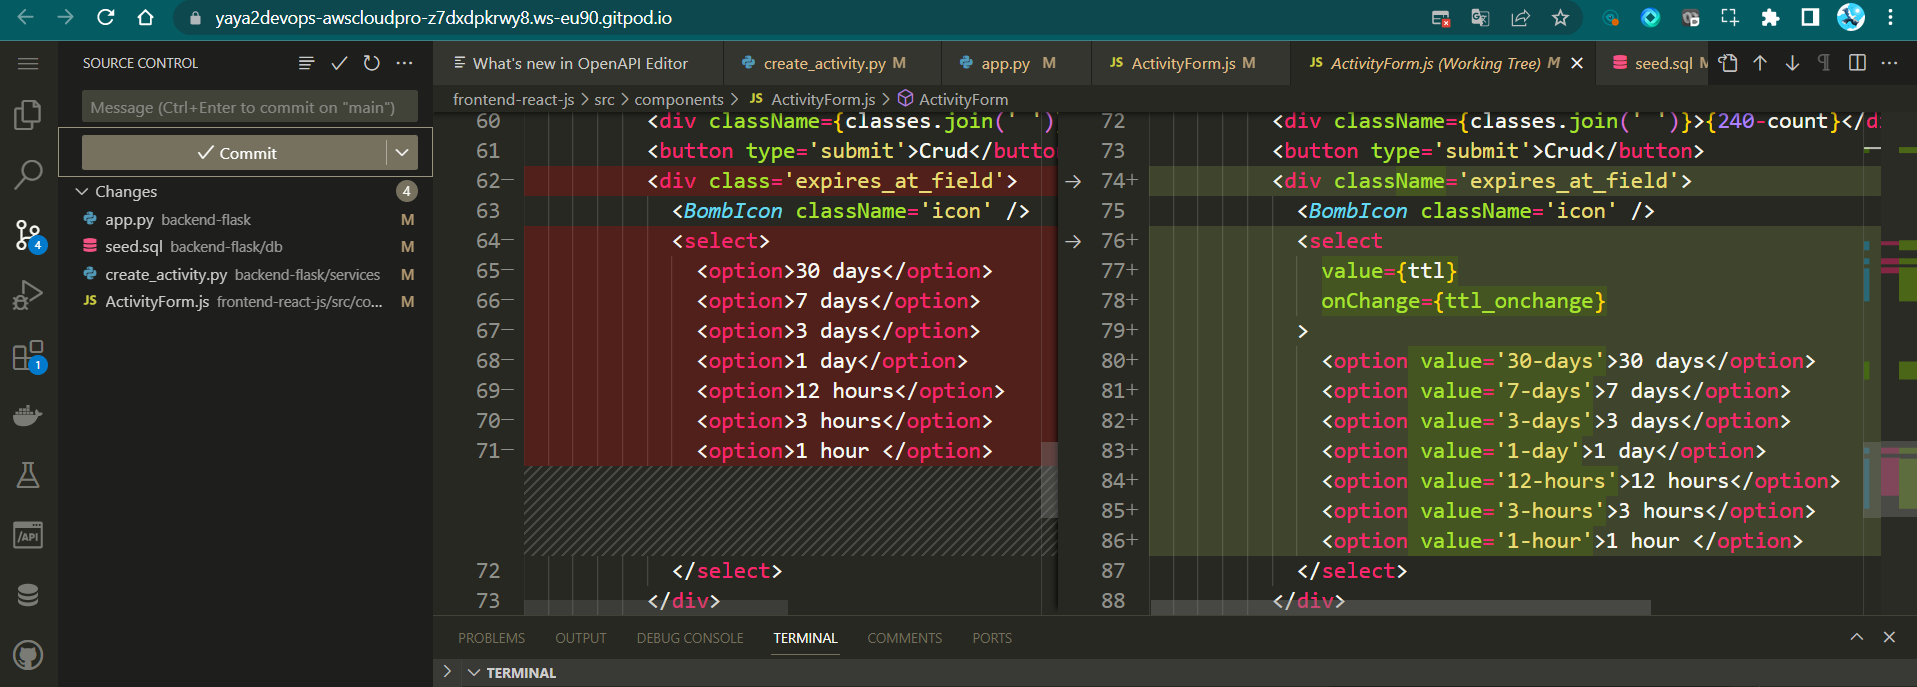 yaya2devops-awscloudpro-z7dxdpkrwy8.ws-eu90.gitpod.io
SOURCE CONTROL
What's new in OpenAPI Editor
create_activity.py M
app.py M
JS ActivityForm.js M
JS ActivityForm.js (Working Tree) M
seed.sql M
Message (Ctrl+Enter to commit on "main")
Commit
Changes 4
app.py backend-flask M
seed.sql backend-flask/db M
create_activity.py backend-flask/services M
JS ActivityForm.js frontend-react-js/src/co... M
4
1
/API
frontend-react-js > src > components > JS ActivityForm.js > ActivityForm
60 <div className={classes.join(' ')}
61 <button type='submit'>Crud</butto
62— <div class='expires_at_field'>
63 <BombIcon className='icon' />
64— <select>
65— <option>30 days</option>
66— <option>7 days</option>
67— <option>3 days</option>
68— <option>1 day</option>
69— <option>12 hours</option>
70— <option>3 hours</option>
71— <option>1 hour </option>
72 </select>
73 </div>
72 <div className={classes.join(' ')}>{240-count}</di
73 <button type='submit'>Crud</button>
74+ <div className='expires_at_field'>
75 <BombIcon className='icon' />
76+ <select
77+ value={ttl}
78+ onChange={ttl_onchange}
79+ >
80+ <option value='30-days'>30 days</option>
81+ <option value='7-days'>7 days</option>
82+ <option value='3-days'>3 days</option>
83+ <option value='1-day'>1 day</option>
84+ <option value='12-hours'>12 hours</option>
85+ <option value='3-hours'>3 hours</option>
86+ <option value='1-hour'>1 hour </option>
87 </select>
88 </div>
PROBLEMS OUTPUT DEBUG CONSOLE TERMINAL COMMENTS PORTS
TERMINAL